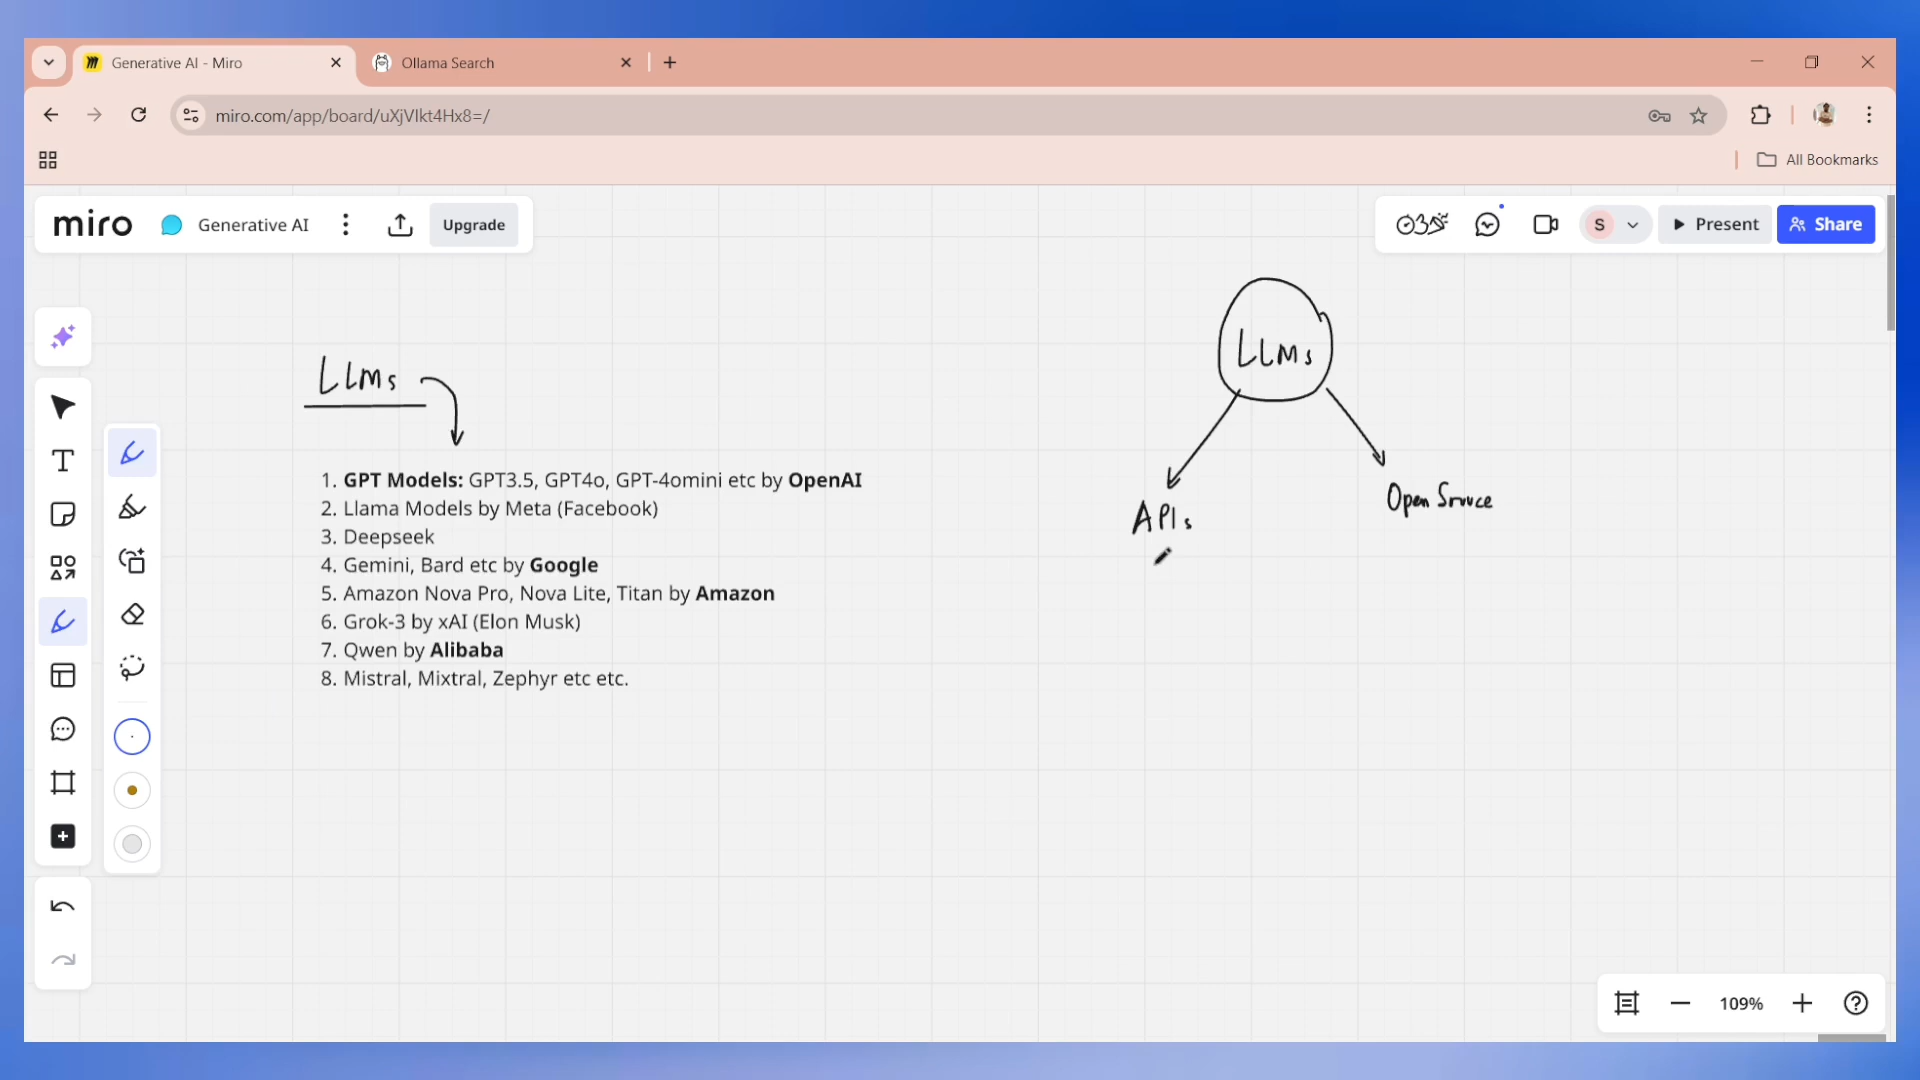 Generative AI - Miro
Ollama Search
miro.com/app/board/uXjVIkt4Hx8=/
All Bookmarks
miro
Generative AI
Upgrade
S
Present
Share
LLMs
LLMs
1. GPT Models: GPT3.5, GPT4o, GPT-4omini etc by OpenAI
2. Llama Models by Meta (Facebook)
3. Deepseek
4. Gemini, Bard etc by Google
5. Amazon Nova Pro, Nova Lite, Titan by Amazon
6. Grok-3 by xAI (Elon Musk)
7. Qwen by Alibaba
8. Mistral, Mixtral, Zephyr etc etc.
APIs
Open Srouce
109%